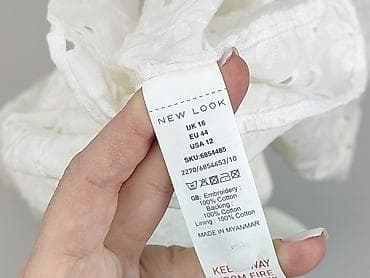 NEW LOOK
UK 16
EU 44
USA 12
SKU:6854485
2270/6854453/10
GB: Embroidery :
100% Cotton
Backing :
100% Cotton
Lining : 100% Cotton
MADE IN MYANMAR
KEEP AWAY
FROM FIRE